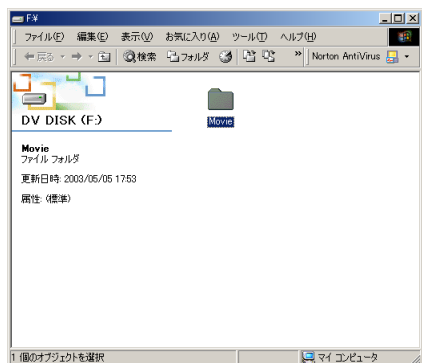 F:¥
ファイル(F) 編集(E) 表示(V) お気に入り(A) ツール(T) ヘルプ(H)
戻る 検索 フォルダ » Norton AntiVirus
DV DISK (F:)
Movie
Movie
ファイル フォルダ
更新日時: 2003/05/05 17:53
属性: (標準)
1 個のオブジェクトを選択 マイ コンピュータ